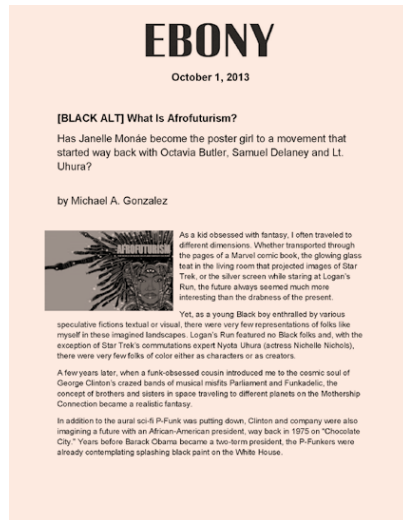 EBONY
October 1, 2013
[BLACK ALT] What Is Afrofuturism?
Has Janelle Monáe become the poster girl to a movement that
started way back with Octavia Butler, Samuel Delaney and Lt.
Uhura?
by Michael A. Gonzalez
AFROFUTURISM
As a kid obsessed with fantasy, I often traveled to
different dimensions. Whether transported through
the pages of a Marvel comic book, the glowing glass
teat in the living room that projected images of Star
Trek, or the silver screen while staring at Logan's
Run, the future always seemed much more
interesting than the drabness of the present.
Yet, as a young Black boy enthralled by various
speculative fictions textual or visual, there were very few representations of folks like
myself in these imagined landscapes. Logan's Run featured no Black folks and, with the
exception of Star Trek's commutations expert Nyota Uhura (actress Nichelle Nichols),
there were very few folks of color either as characters or as creators.
A few years later, when a funk-obsessed cousin introduced me to the cosmic soul of
George Clinton's crazed bands of musical misfits Parliament and Funkadelic, the
concept of brothers and sisters in space traveling to different planets on the Mothership
Connection became a realistic fantasy.
In addition to the aural sci-fi P-Funk was putting down, Clinton and company were also
imagining a future with an African-American president, way back in 1975 on "Chocolate
City." Years before Barack Obama became a two-term president, the P-Funkers were
already contemplating splashing black paint on the White House.